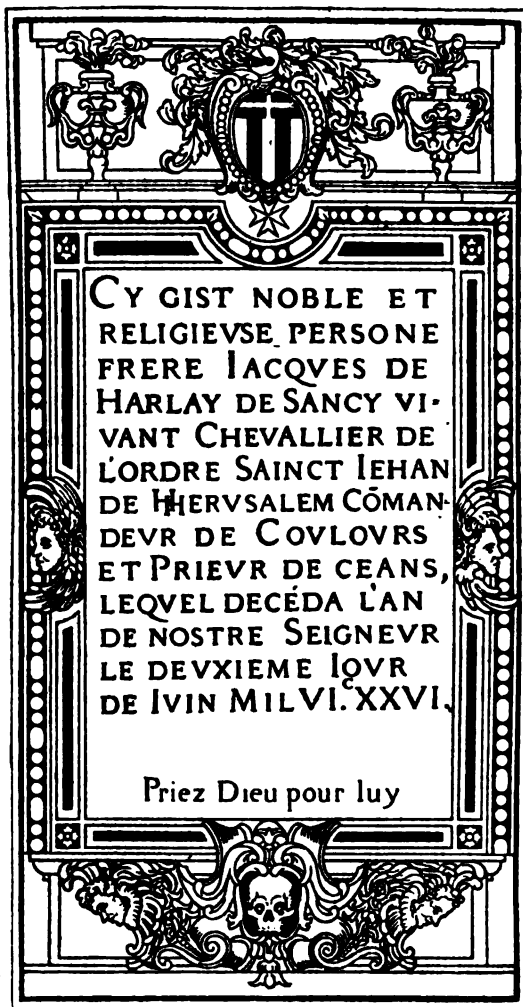 CY GIST NOBLE ET
RELIGIEVSE PERSONE
FRERE IACQVES DE
HARLAY DE SANCY VI-
VANT CHEVALLIER DE
L'ORDRE SAINCT IEHAN
DE HIERVSALEM CŌMAN-
DEVR DE COVLOVRS
ET PRIEVR DE CEANS,
LEQVEL DECÉDA L'AN
DE NOSTRE SEIGNEVR
LE DEVXIEME IOVR
DE IVIN MIL VI.ᶜ XXVI.
Priez Dieu pour luy